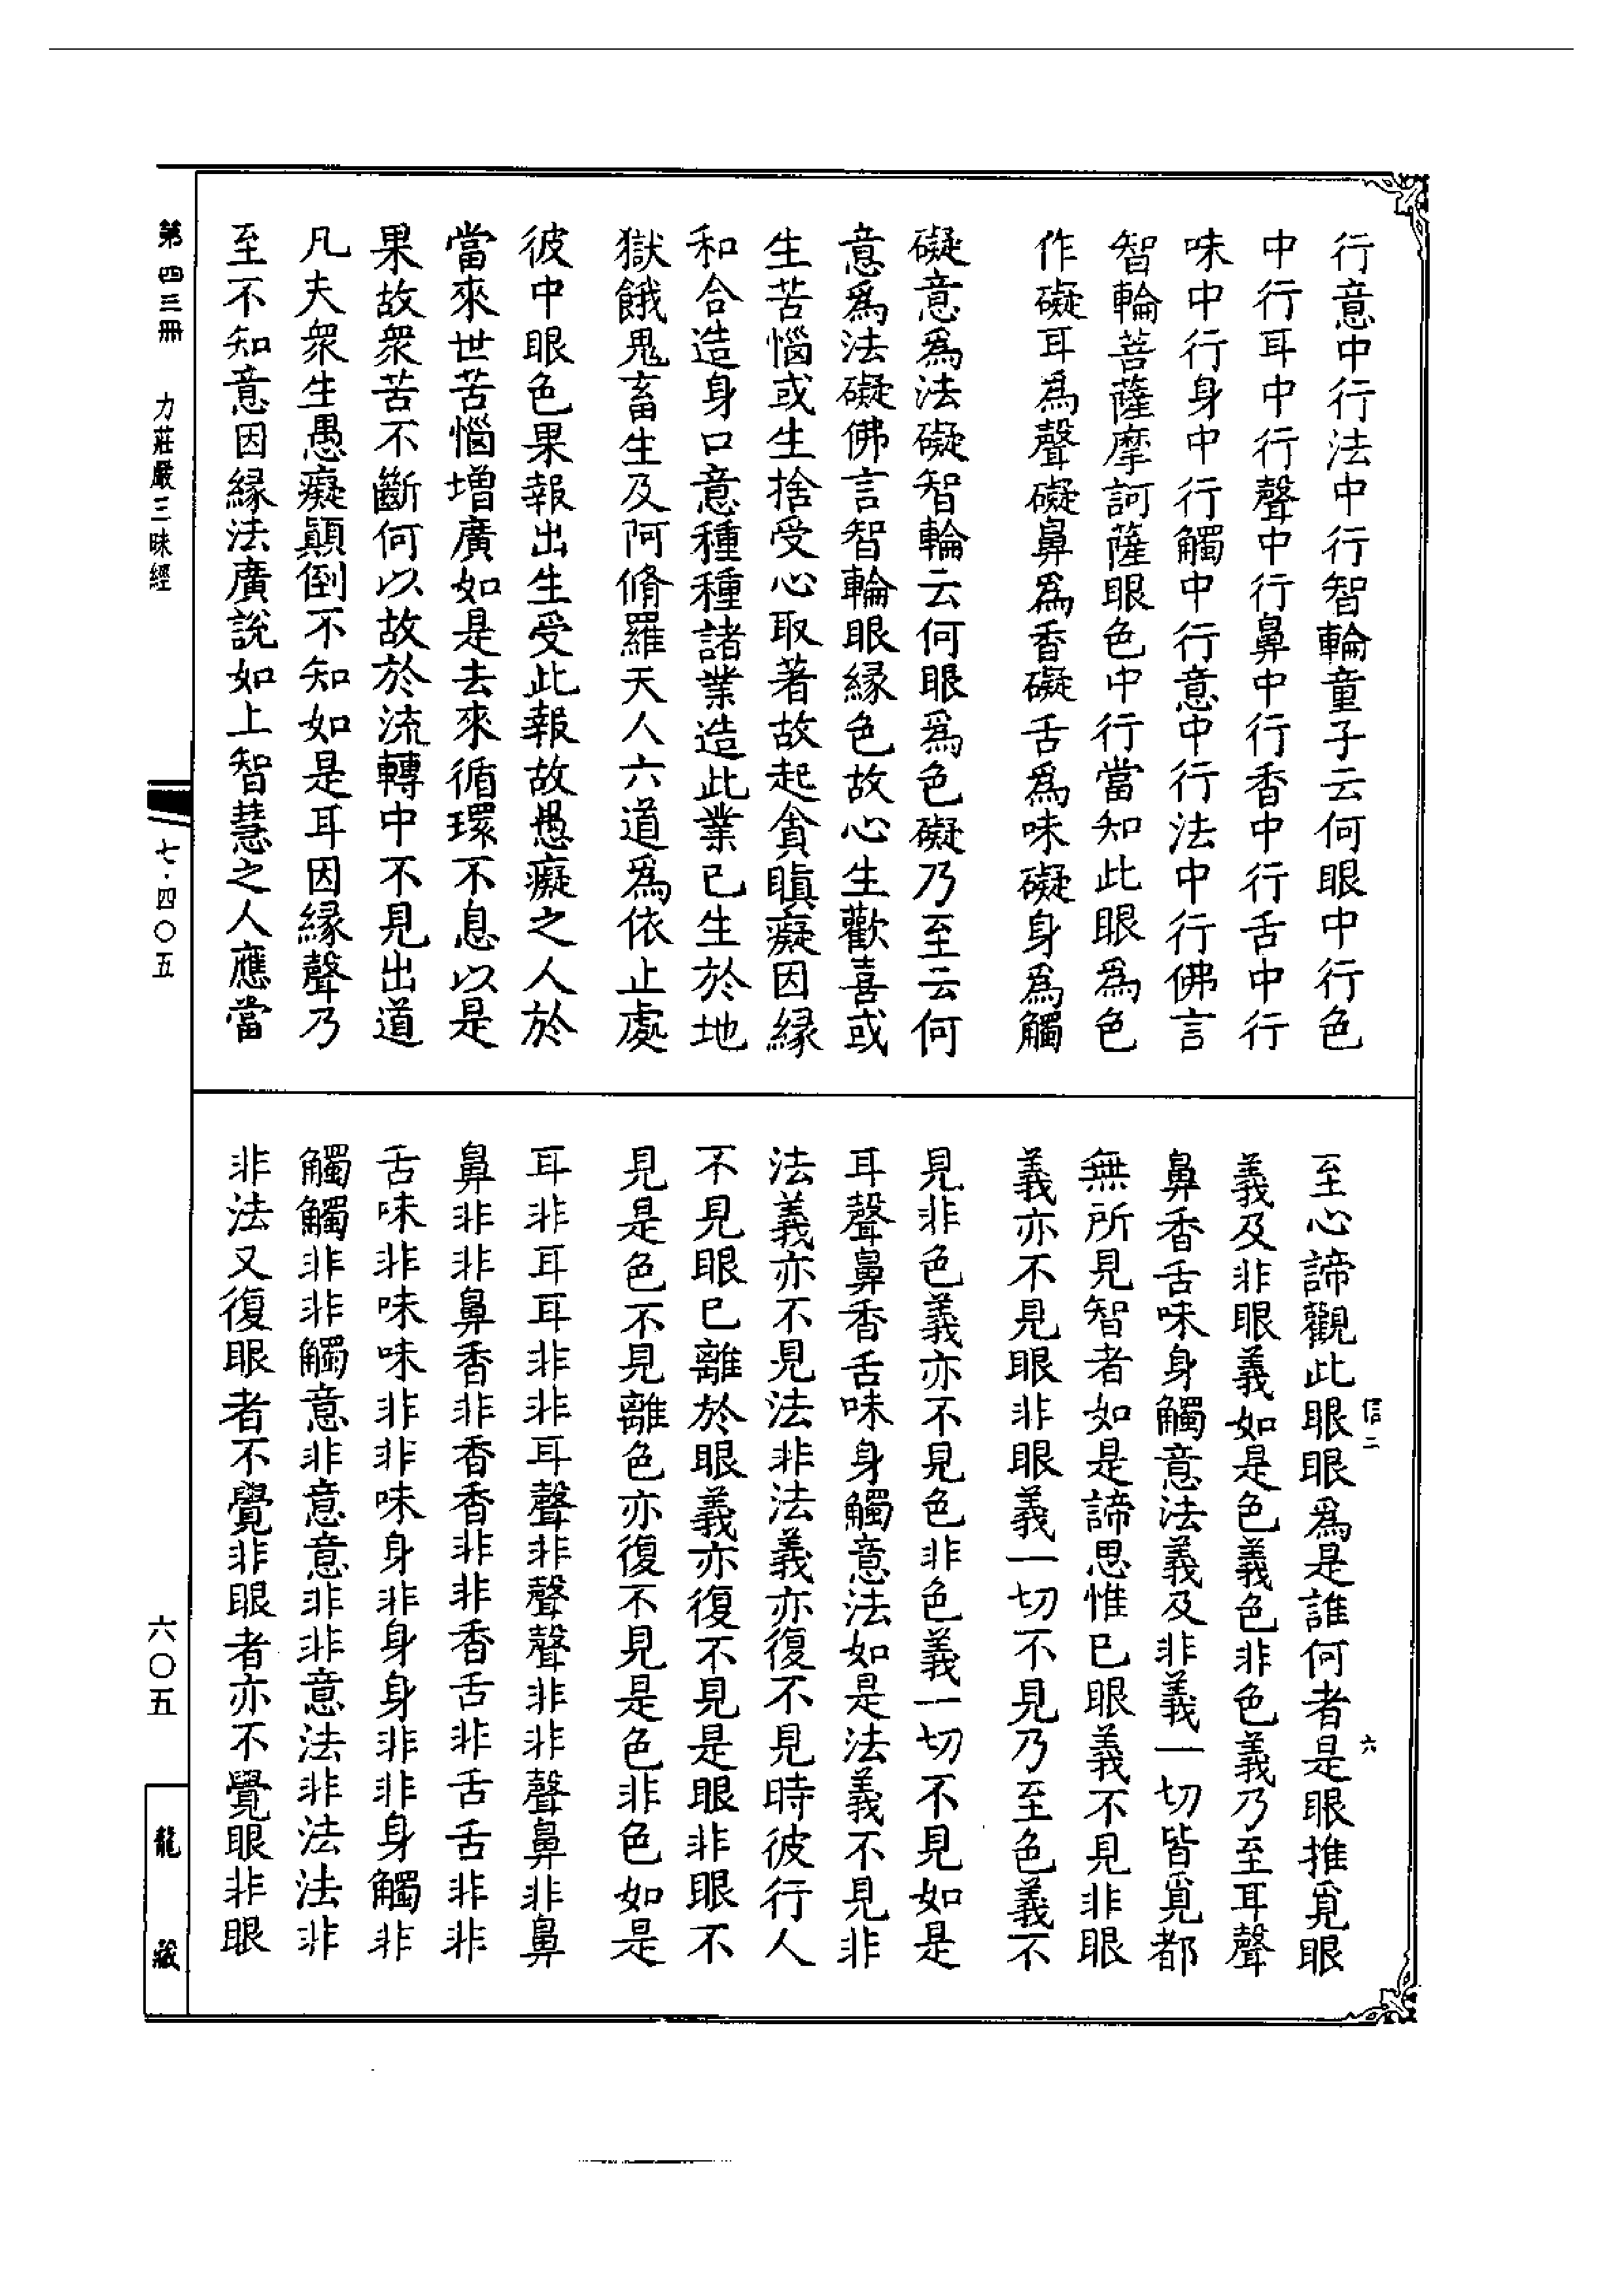 行意中行法中行智輪童子云何眼中行色
中行耳中行聲中行鼻中行香中行舌中行
味中行身中行觸中行意中行法中行佛言
智輪菩薩摩訶薩眼色中行當知此眼爲色
作礙耳爲聲礙鼻爲香礙舌爲味礙身爲觸
礙意爲法礙智輪云何眼爲色礙乃至云何
意爲法礙佛言智輪眼緣色故心生歡喜或
生苦惱或生捨受心取著故起貪瞋癡因緣
和合造身口意種種諸業造此業已生於地
獄餓鬼畜生及阿脩羅天人六道爲依止處
彼中眼色果報出生受此報故愚癡之人於
當來世苦惱增廣如是去來循環不息以是
果故衆苦不斷何以故於流轉中不見出道
凡夫衆生愚癡顚倒不知如是耳因緣聲乃
至不知意因緣法廣說如上智慧之人應當
至心諦觀此眼眼爲是誰何者是眼推覓眼
義及非眼義如是色義色非色義乃至耳聲
鼻香舌味身觸意法義及非義一切皆覓都
無所見智者如是諦思惟已眼義不見非眼
義亦不見眼非眼義一切不見乃至色義不
見非色義亦不見色非色義一切不見如是
耳聲鼻香舌味身觸意法如是法義不見非
法義亦不見法非法義亦復不見時彼行人
不見眼已離於眼義亦復不見是眼非眼不
見是色不見離色亦復不見是色非色如是
耳非耳耳非非耳聲非聲聲非非聲鼻非鼻
鼻非非鼻香非香香非非香舌非舌舌非非
舌味非味味非非味身非身身非非身觸非
觸觸非非觸意非意意非非意法非法法非
非法又復眼者不覺非眼者亦不覺眼非眼
信二
六
第四三冊
力莊嚴三昧經
七·四〇五
六〇五
龍藏